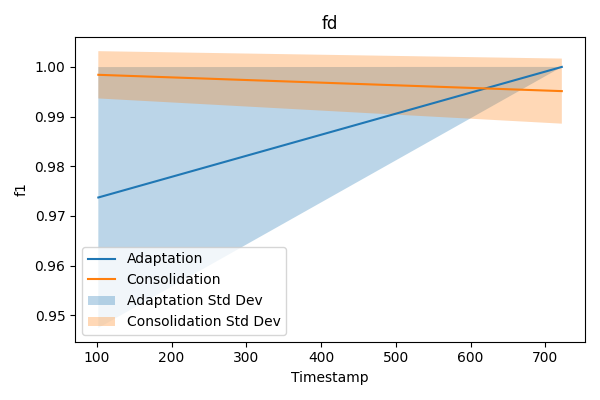 fd
f1
1.00
0.99
0.98
0.97
0.96
0.95
Adaptation
Consolidation
Adaptation Std Dev
Consolidation Std Dev
100 200 300 400 500 600 700
Timestamp